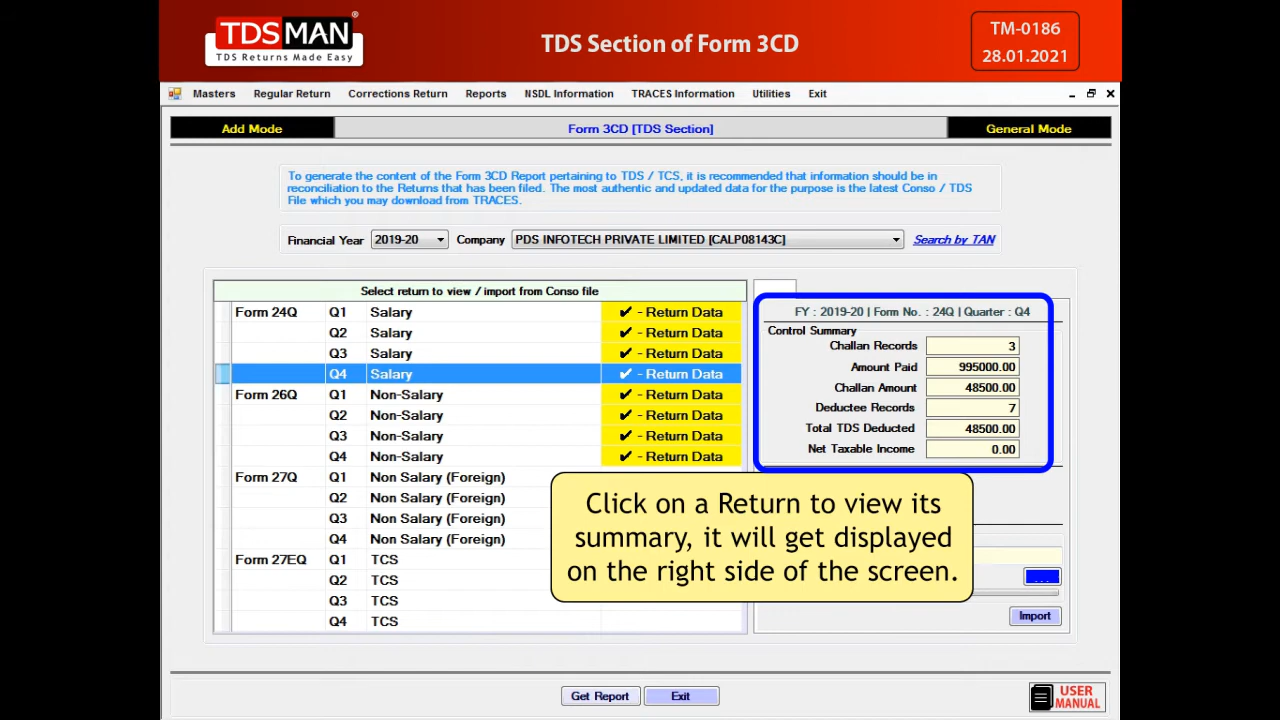 TDSMAN®
TDS Returns Made Easy
TDS Section of Form 3CD
TM-0186
28.01.2021
Masters Regular Return Corrections Return Reports NSDL Information TRACES Information Utilities Exit
Add Mode Form 3CD [TDS Section] General Mode
To generate the content of the Form 3CD Report pertaining to TDS / TCS, it is recommended that information should be in
reconciliation to the Returns that has been filed. The most authentic and updated data for the purpose is the latest Conso / TDS
File which you may download from TRACES.
Financial Year 2019-20 Company PDS INFOTECH PRIVATE LIMITED [CALP08143C] Search by TAN
Select return to view / import from Conso file
Form 24Q Q1 Salary ✔ - Return Data
Q2 Salary ✔ - Return Data
Q3 Salary ✔ - Return Data
Q4 Salary ✔ - Return Data
Form 26Q Q1 Non-Salary ✔ - Return Data
Q2 Non-Salary ✔ - Return Data
Q3 Non-Salary ✔ - Return Data
Q4 Non-Salary ✔ - Return Data
Form 27Q Q1 Non Salary (Foreign)
Q2 Non Salary (Foreign)
Q3 Non Salary (Foreign)
Q4 Non Salary (Foreign)
Form 27EQ Q1 TCS
Q2 TCS
Q3 TCS
Q4 TCS
FY : 2019-20 | Form No. : 24Q | Quarter : Q4
Control Summary
Challan Records 3
Amount Paid 995000.00
Challan Amount 48500.00
Deductee Records 7
Total TDS Deducted 48500.00
Net Taxable Income 0.00
Click on a Return to view its
summary, it will get displayed
on the right side of the screen.
....
Import
Get Report Exit
USER
MANUAL